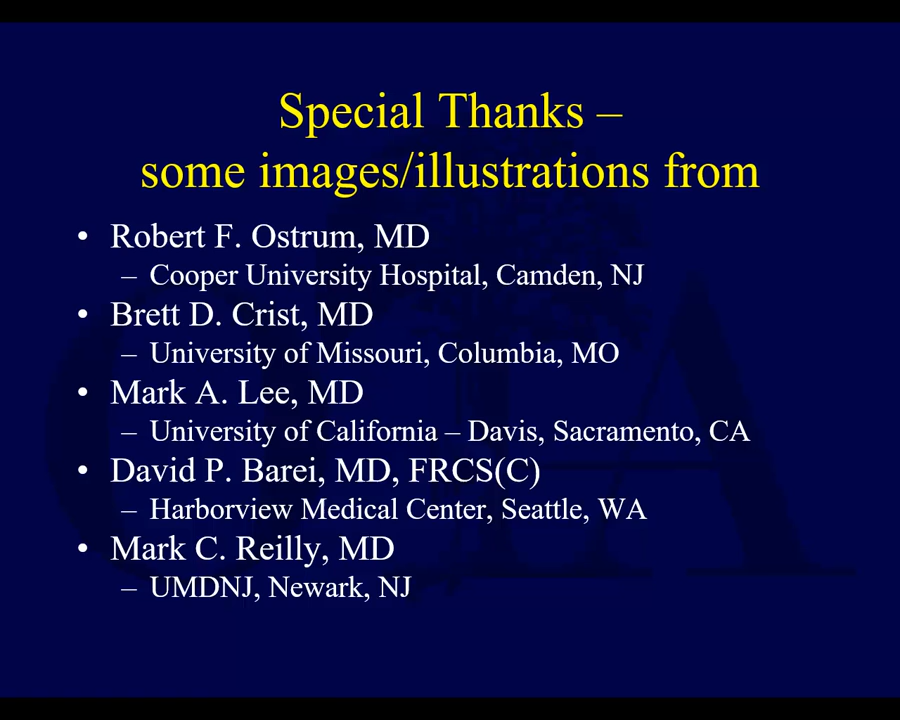 Special Thanks –
some images/illustrations from
• Robert F. Ostrum, MD
– Cooper University Hospital, Camden, NJ
• Brett D. Crist, MD
– University of Missouri, Columbia, MO
• Mark A. Lee, MD
– University of California – Davis, Sacramento, CA
• David P. Barei, MD, FRCS(C)
– Harborview Medical Center, Seattle, WA
• Mark C. Reilly, MD
– UMDNJ, Newark, NJ